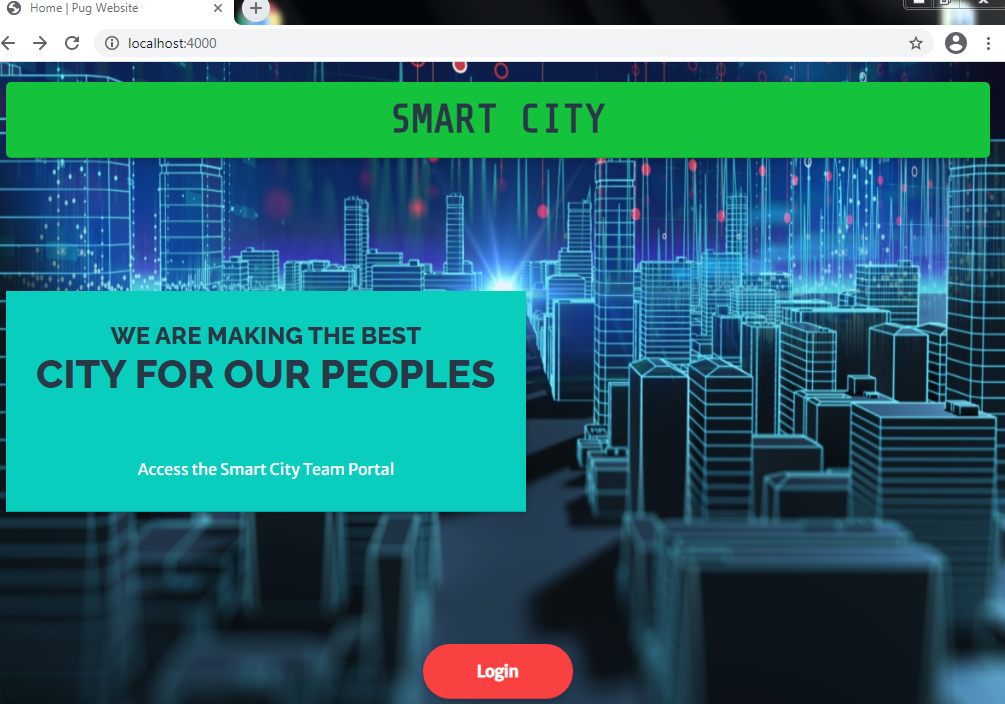 Home | Pug Website
localhost:4000
SMART CITY
WE ARE MAKING THE BEST
CITY FOR OUR PEOPLES
Access the Smart City Team Portal
Login